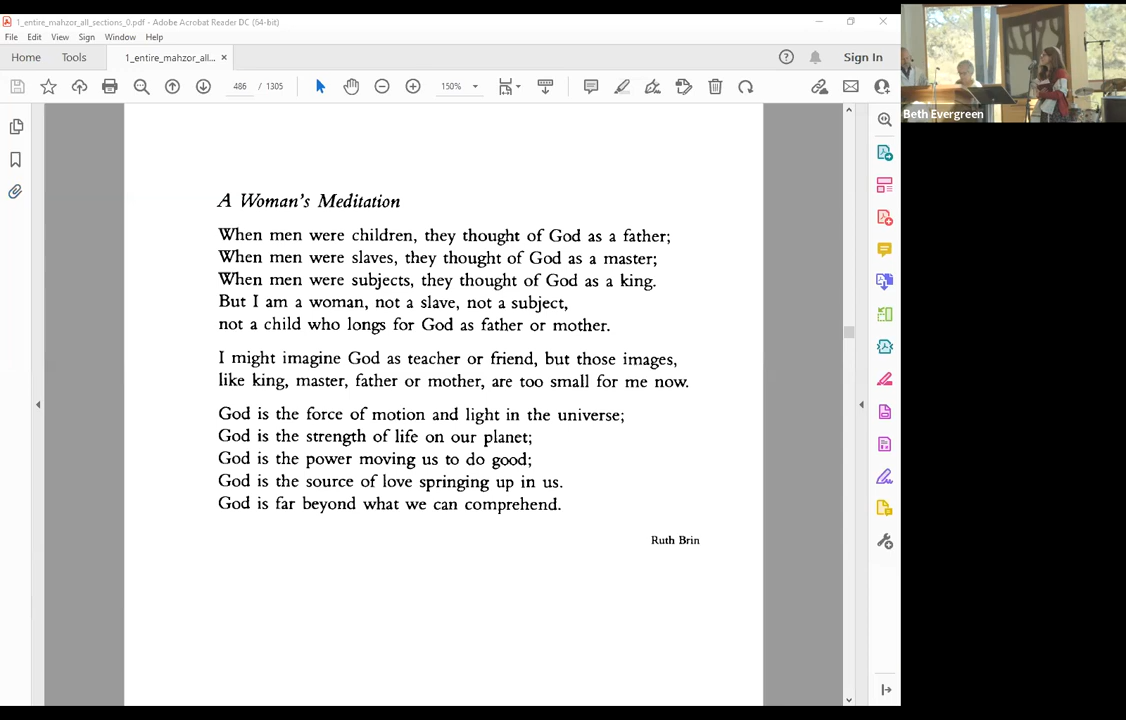 1_entire_mahzor_all_sections_0.pdf - Adobe Acrobat Reader DC (64-bit)
File Edit View Sign Window Help
Home Tools 1_entire_mahzor_all... × Sign In
486 / 1305 150%
Beth Evergreen
A Woman's Meditation
When men were children, they thought of God as a father;
When men were slaves, they thought of God as a master;
When men were subjects, they thought of God as a king.
But I am a woman, not a slave, not a subject,
not a child who longs for God as father or mother.
I might imagine God as teacher or friend, but those images,
like king, master, father or mother, are too small for me now.
God is the force of motion and light in the universe;
God is the strength of life on our planet;
God is the power moving us to do good;
God is the source of love springing up in us.
God is far beyond what we can comprehend.
Ruth Brin